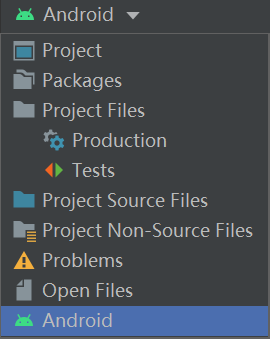 Android
Project
Packages
Project Files
Production
Tests
Project Source Files
Project Non-Source Files
Problems
Open Files
Android